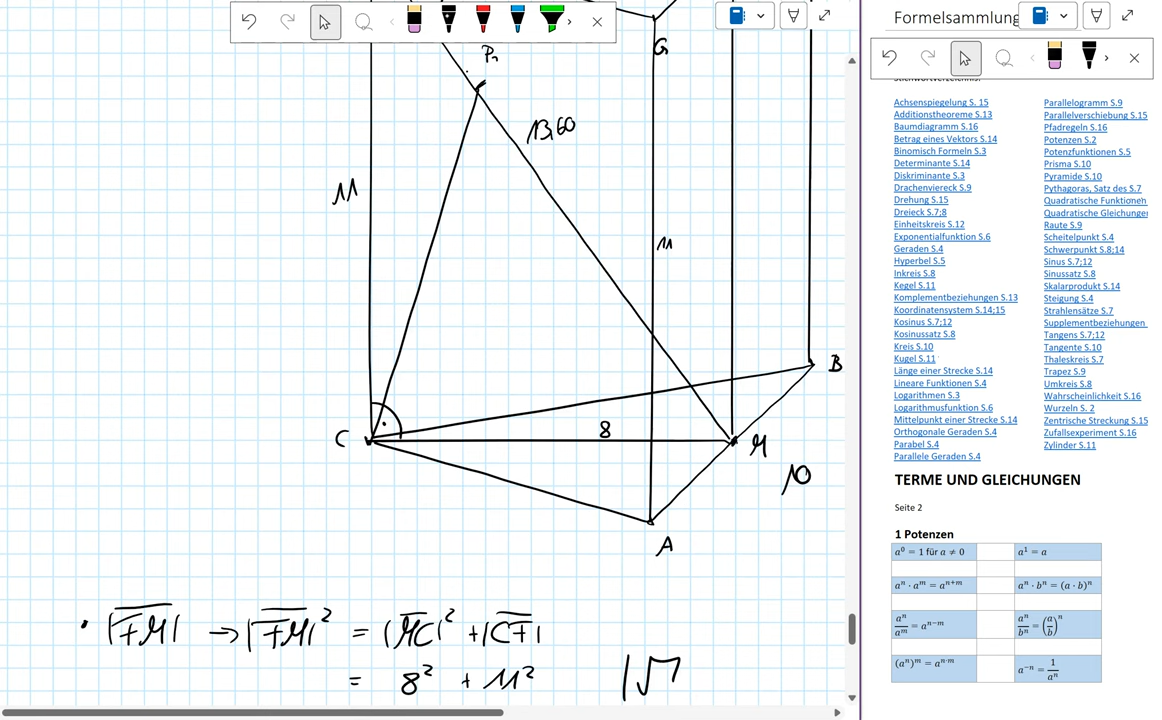 G
P₁
13,60
11
11
B
8
C
M
10
A
• |F̅M̅| → |F̅M̅|² = |M̅C̅|² + |C̅F̅|
= 8² + 11² |√
Formelsammlung
Achsenspiegelung S. 15
Additionstheoreme S.13
Baumdiagramm S.16
Betrag eines Vektors S.14
Binomisch Formeln S.3
Determinante S.14
Diskriminante S.3
Drachenviereck S.9
Drehung S.15
Dreieck S.7;8
Einheitskreis S.12
Exponentialfunktion S.6
Geraden S.4
Hyperbel S.5
Inkreis S.8
Kegel S.11
Komplementbeziehungen S.13
Koordinatensystem S.14;15
Kosinus S.7;12
Kosinussatz S.8
Kreis S.10
Kugel S.11
Länge einer Strecke S.14
Lineare Funktionen S.4
Logarithmen S.3
Logarithmusfunktion S.6
Mittelpunkt einer Strecke S.14
Orthogonale Geraden S.4
Parabel S.4
Parallele Geraden S.4
Parallelogramm S.9
Parallelverschiebung S.15
Pfadregeln S.16
Potenzen S.2
Potenzfunktionen S.5
Prisma S.10
Pyramide S.10
Pythagoras, Satz des S.7
Quadratische Funktionen
Quadratische Gleichungen
Raute S.9
Scheitelpunkt S.4
Schwerpunkt S.8;14
Sinus S.7;12
Sinussatz S.8
Skalarprodukt S.14
Steigung S.4
Strahlensätze S.7
Supplementbeziehungen
Tangens S.7;12
Tangente S.10
Thaleskreis S.7
Trapez S.9
Umkreis S.8
Wahrscheinlichkeit S.16
Wurzeln S. 2
Zentrische Streckung S.15
Zufallsexperiment S.16
Zylinder S.11
TERME UND GLEICHUNGEN
Seite 2
1 Potenzen
a⁰ = 1 für a ≠ 0 a¹ = a
aⁿ · aᵐ = aⁿ⁺ᵐ aⁿ · bⁿ = (a · b)ⁿ
aⁿ/aᵐ = aⁿ⁻ᵐ aⁿ/bⁿ = (a/b)ⁿ
(aᵐ)ⁿ = aⁿ·ᵐ a⁻ⁿ = 1/aⁿ